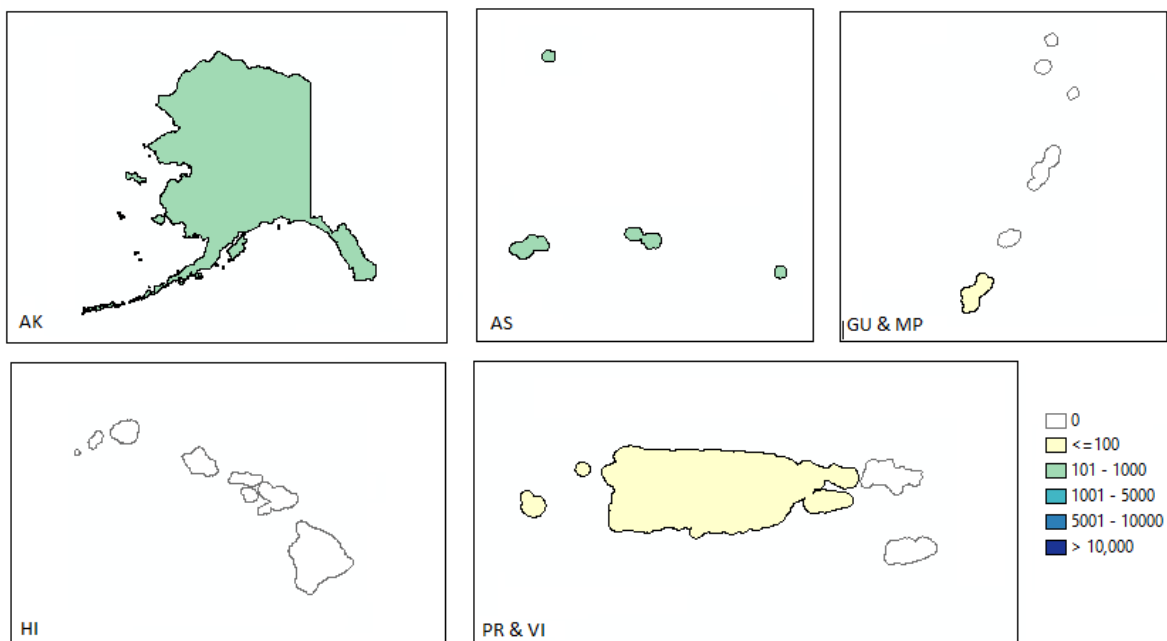 AK
AS
GU & MP
HI
PR & VI
0
<=100
101 - 1000
1001 - 5000
5001 - 10000
> 10,000